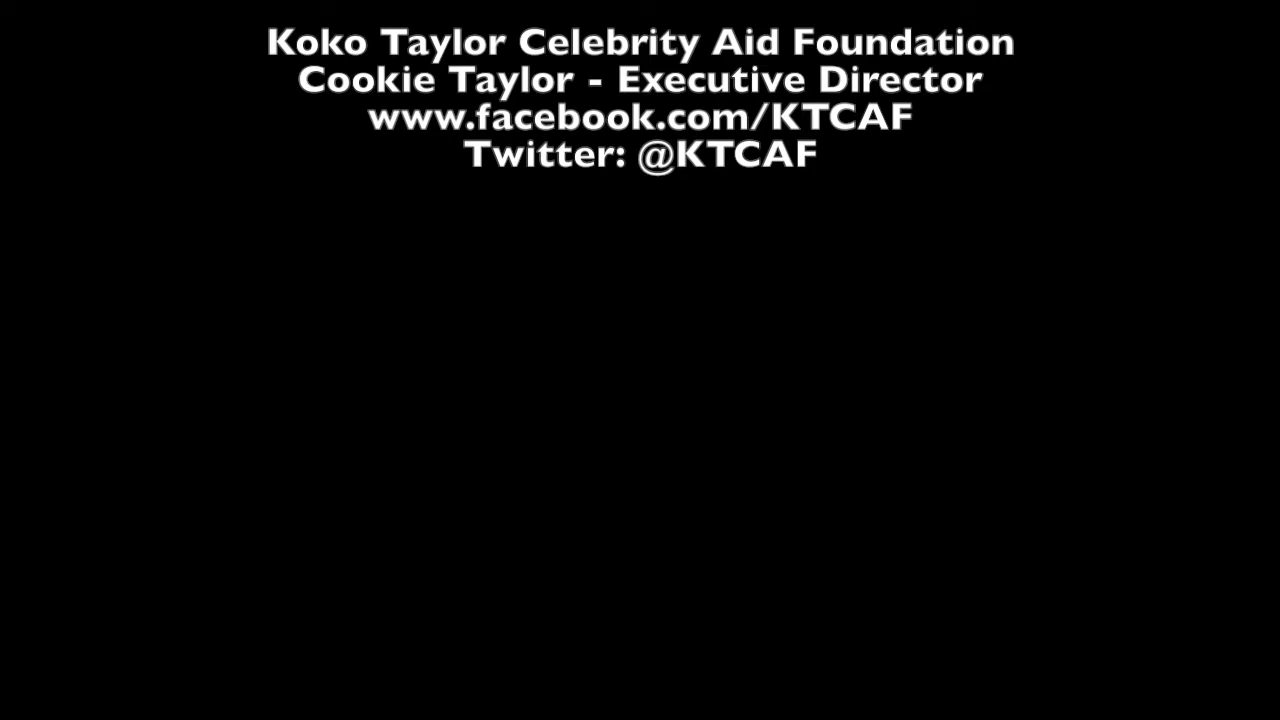 Koko Taylor Celebrity Aid Foundation
Cookie Taylor - Executive Director
www.facebook.com/KTCAF
Twitter: @KTCAF